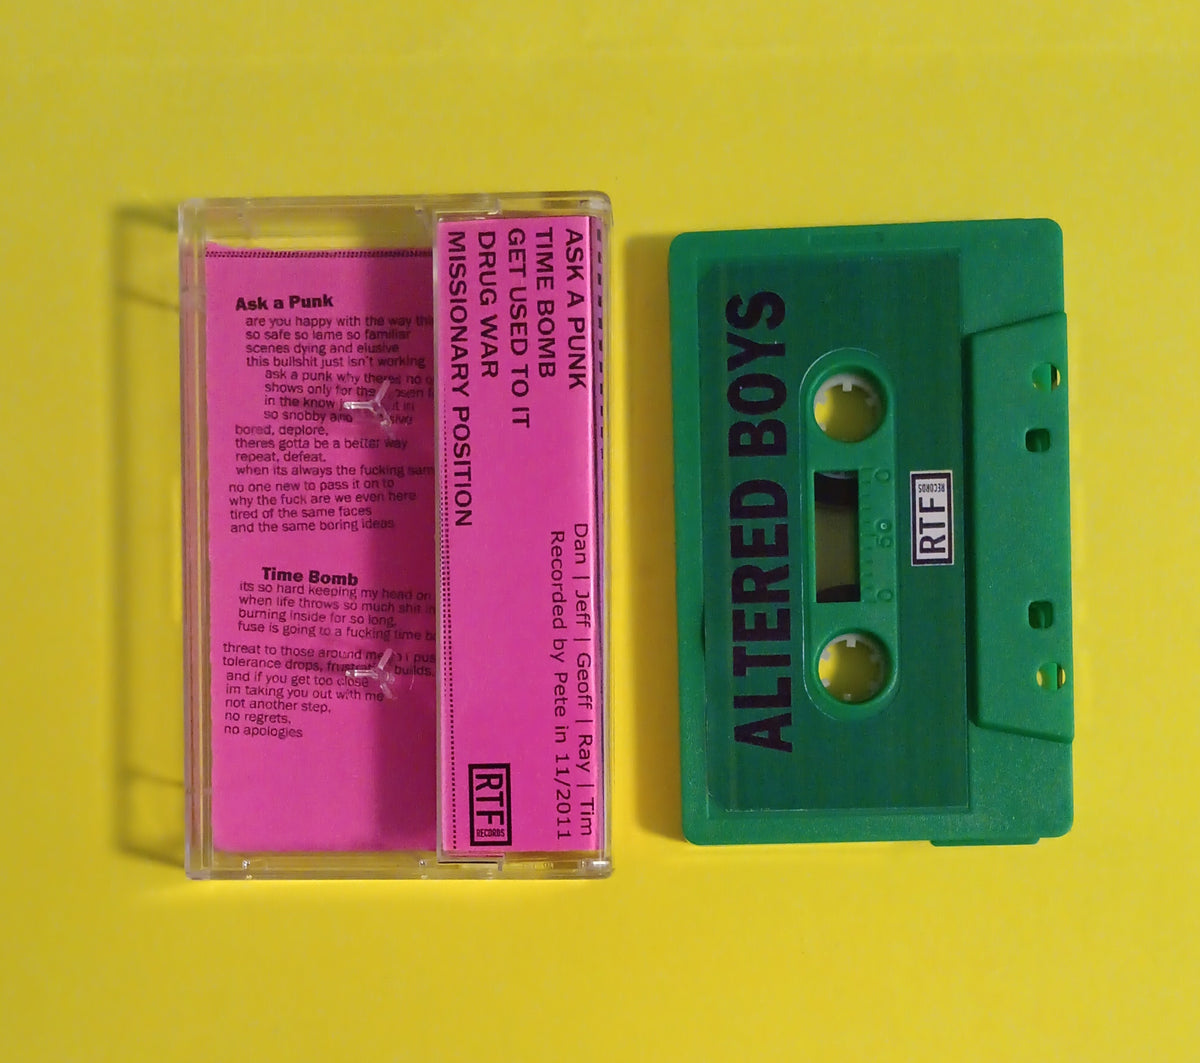 Ask a Punk
are you happy with the way
so safe so lame so familiar
scenes dying and elusive
this bullshit just isn't working
ask a punk why theres no
shows only for the
in the know
so snobby
bored, deplore,
theres gotta be a better way
repeat, defeat.
when its always the fucking
no one new to pass it on to
why the fuck are we even here
tired of the same faces
and the same boring ideas
Time Bomb
its so hard keeping my head on
when life throws so much shit
burning inside for so long,
fuse is going to a fucking time
threat to those around
tolerance drops, builds,
and if you get too close
im taking you out with me
not another step,
no regrets,
no apologies
ASK A PUNK
TIME BOMB
GET USED TO IT
DRUG WAR
MISSIONARY POSITION
Dan | Jeff | Geoff | Ray | Tim
Recorded by Pete in 11/2011
RTF
RECORDS
ALTERED BOYS
0 50 0
RTF
RECORDS